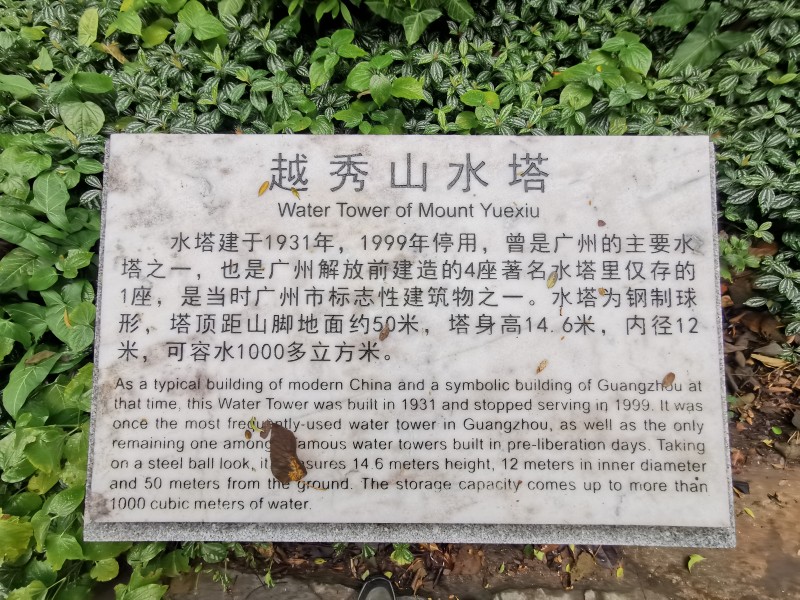 越秀山水塔
Water Tower of Mount Yuexiu
水塔建于1931年，1999年停用，曾是广州的主要水
塔之一，也是广州解放前建造的4座著名水塔里仅存的
1座，是当时广州市标志性建筑物之一。水塔为钢制球
形，塔顶距山脚地面约50米，塔身高14.6米，内径12
米，可容水1000多立方米。
As a typical building of modern China and a symbolic building of Guangzhou at
that time, this Water Tower was built in 1931 and stopped serving in 1999. It was
once the most frequently-used water tower in Guangzhou, as well as the only
remaining one among famous water towers built in pre-liberation days. Taking
on a steel ball look, it 14.6 meters height, 12 meters in inner diameter
and 50 meters from the ground. The storage capacity comes up to more than
1000 cubic meters of water.